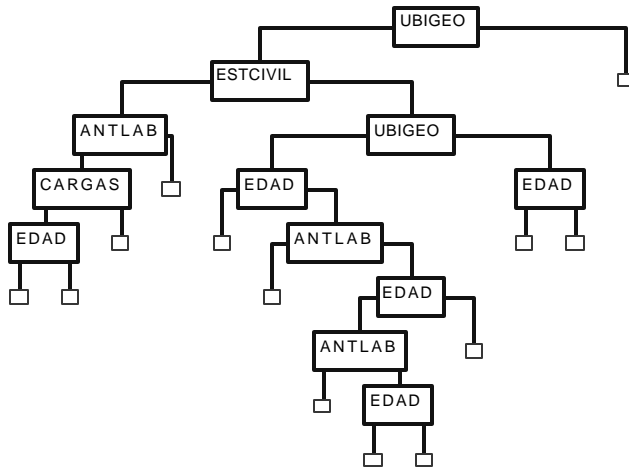 UBIGEO
ESTCIVIL
ANTLAB
UBIGEO
CARGAS
EDAD
EDAD
EDAD
ANTLAB
EDAD
ANTLAB
EDAD